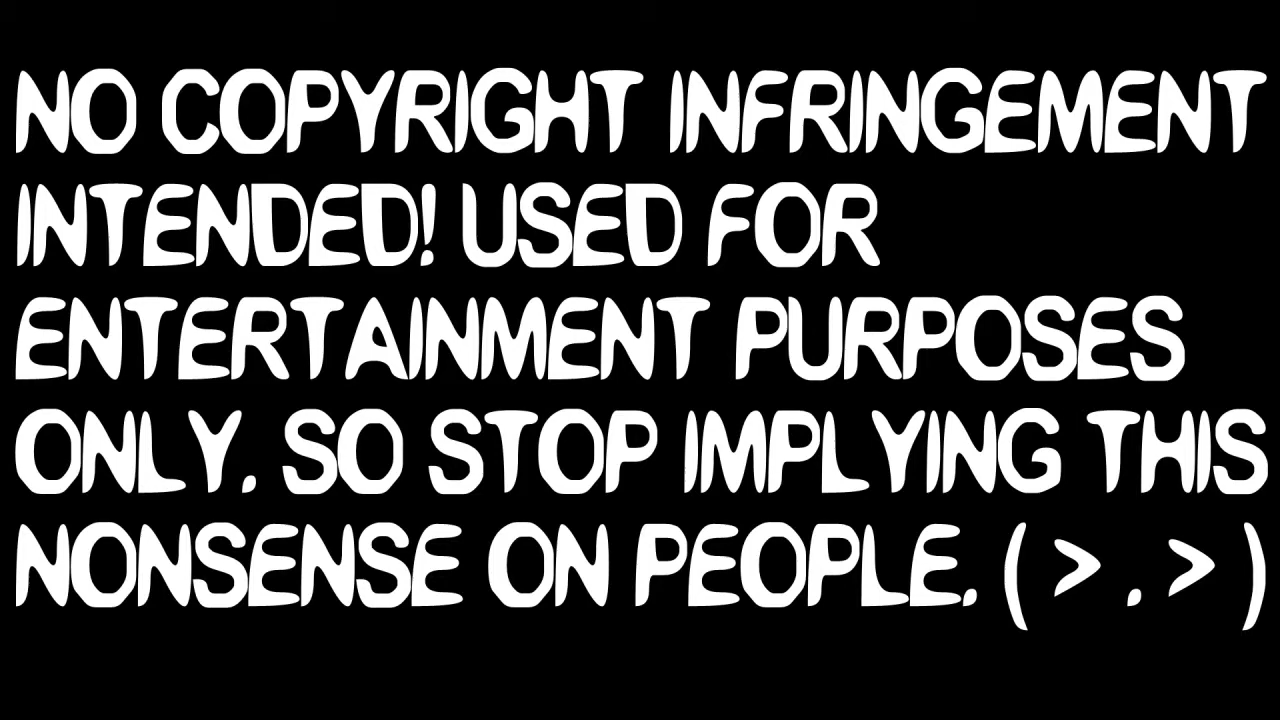 NO COPYRIGHT INFRINGEMENT
INTENDED! USED FOR
ENTERTAINMENT PURPOSES
ONLY. SO STOP IMPLYING THIS
NONSENSE ON PEOPLE. ( > . > )